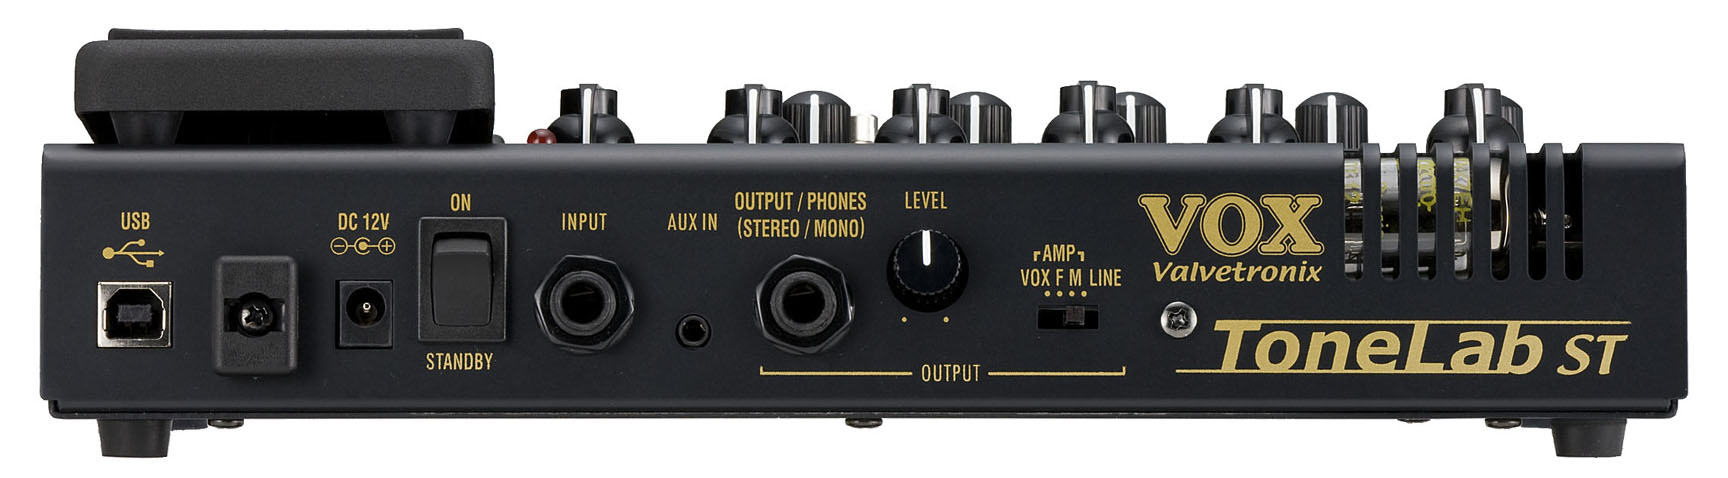 USB
DC 12V
ON
STANDBY
INPUT
AUX IN
OUTPUT / PHONES
(STEREO / MONO)
LEVEL
AMP
VOX F M LINE
OUTPUT
VOX
Valvetronix
ToneLab ST